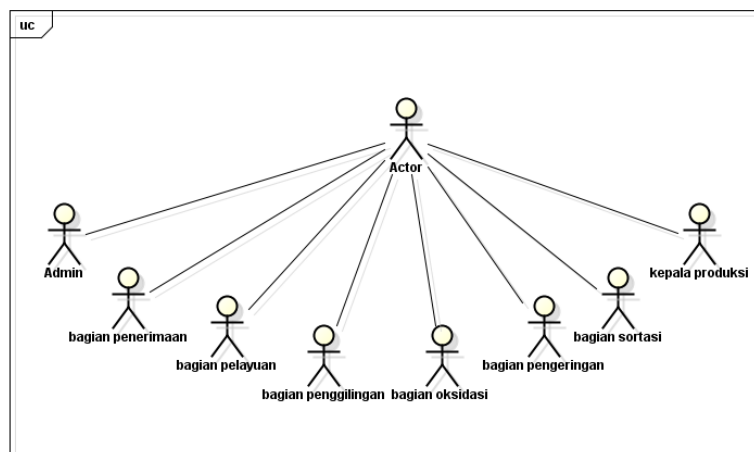 uc
Actor
Admin
kepala produksi
bagian penerimaan
bagian sortasi
bagian pelayuan
bagian pengeringan
bagian penggilingan
bagian oksidasi